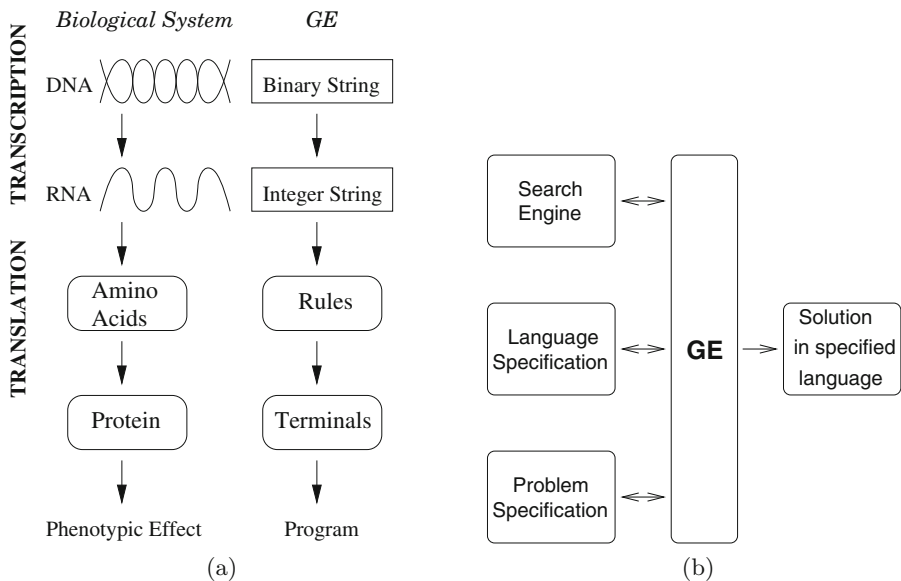 Biological System
GE
TRANSCRIPTION
DNA
Binary String
RNA
Integer String
TRANSLATION
Amino
Acids
Rules
Protein
Terminals
Phenotypic Effect
Program
(a)
Search
Engine
Language
Specification
Problem
Specification
GE
Solution
in specified
language
(b)